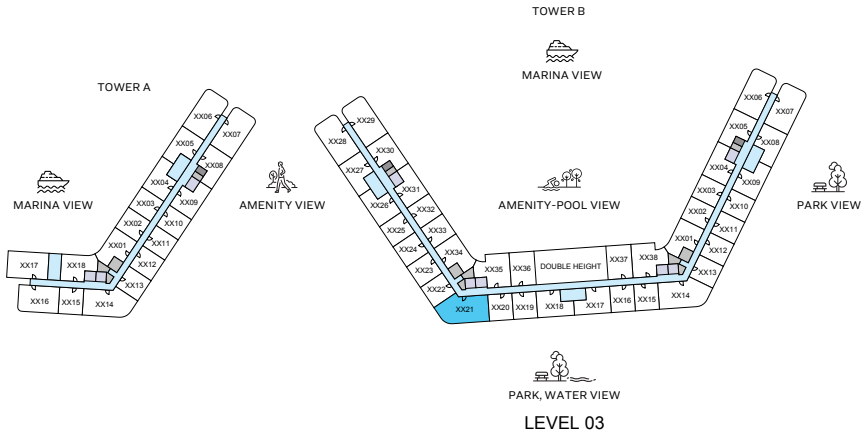 TOWER B
MARINA VIEW
TOWER A
MARINA VIEW
AMENITY VIEW
AMENITY-POOL VIEW
PARK VIEW
XX06
XX07
XX05
XX08
XX04
XX09
XX03
XX10
XX02
XX11
XX01
XX12
XX13
XX17
XX18
XX16
XX15
XX14
XX29
XX28
XX30
XX27
XX31
XX26
XX32
XX25
XX33
XX24
XX34
XX23
XX22
XX21
XX35
XX36
DOUBLE HEIGHT
XX37
XX38
XX20
XX19
XX18
XX17
XX16
XX15
XX14
XX06
XX07
XX05
XX08
XX04
XX09
XX03
XX10
XX02
XX11
XX01
XX12
XX13
PARK, WATER VIEW
LEVEL 03